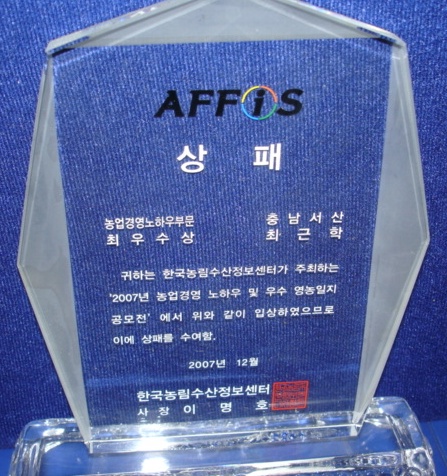 AFFiS
상 패
농업경영노하우부문 충 남 서 산
최 우 수 상 최 근 학
귀하는 한국농림수산정보센터가 주최하는
'2007년 농업경영 노하우 및 우수 영농일지
공모전' 에서 위와 같이 입상하였으므로
이에 상패를 수여함.
2007년 12월
한국농림수산정보센터
사 장 이 명 호